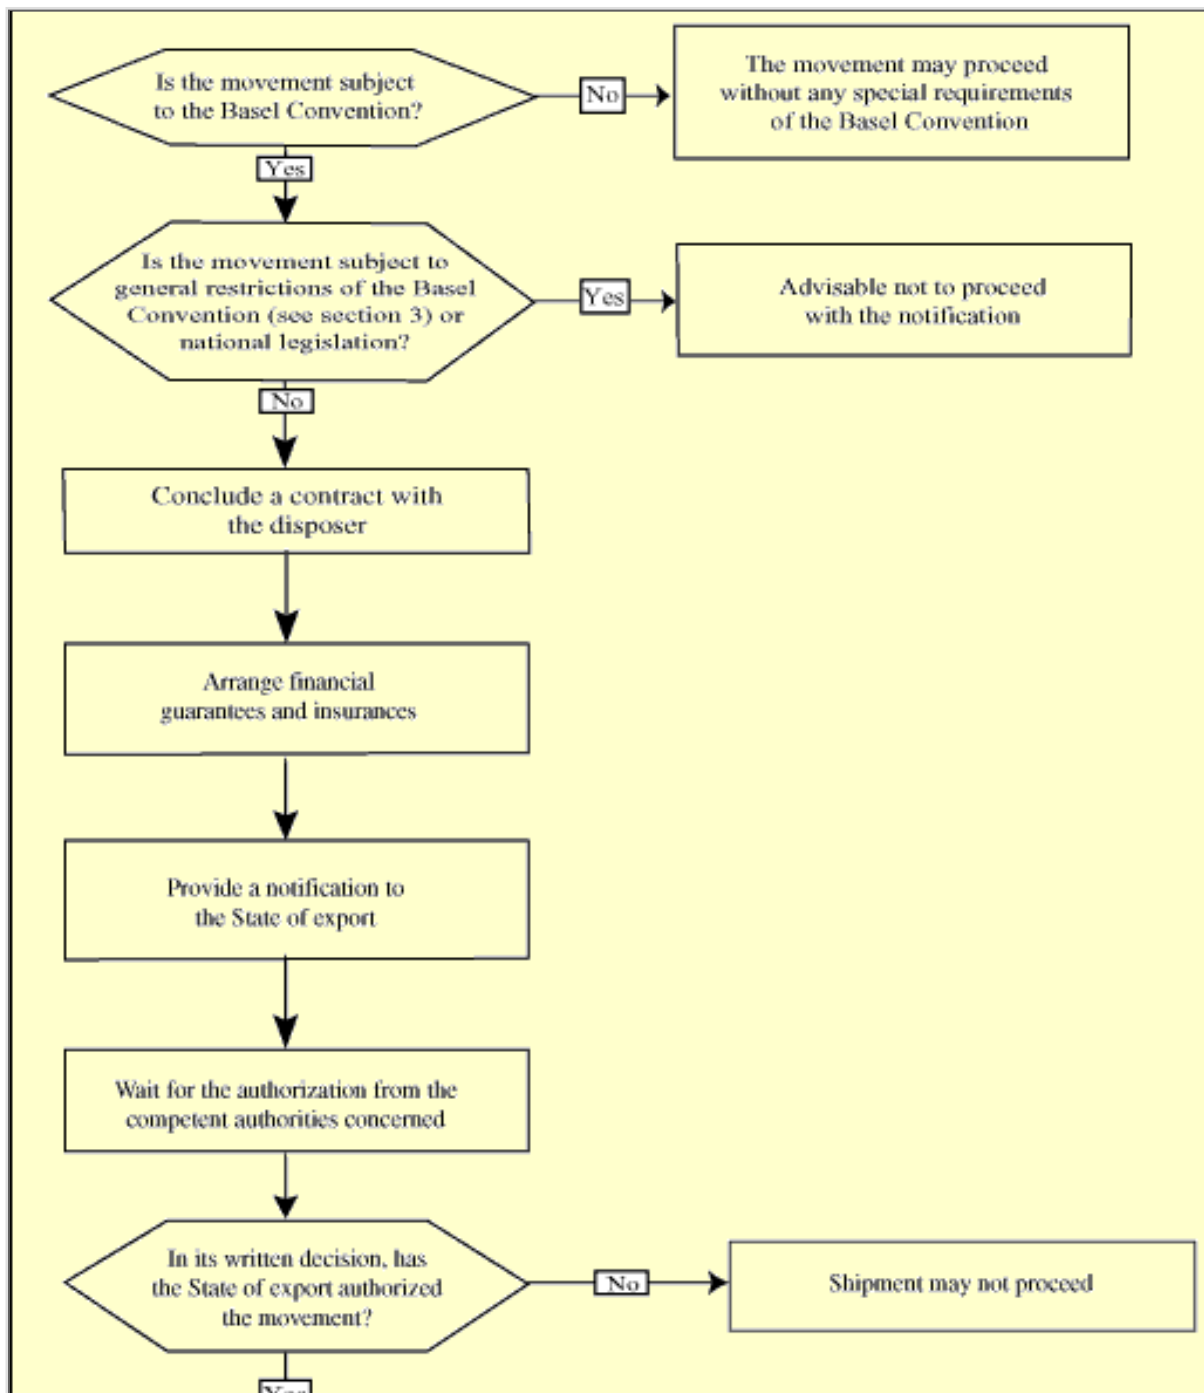 Is the movement subject
to the Basel Convention?
No
The movement may proceed
without any special requirements
of the Basel Convention
Yes
Is the movement subject to
general restrictions of the Basel
Convention (see section 3) or
national legislation?
Yes
Advisable not to proceed
with the notification
No
Conclude a contract with
the disposer
Arrange financial
guarantees and insurances
Provide a notification to
the State of export
Wait for the authorization from the
competent authorities concerned
In its written decision, has
the State of export authorized
the movement?
No
Shipment may not proceed
Yes